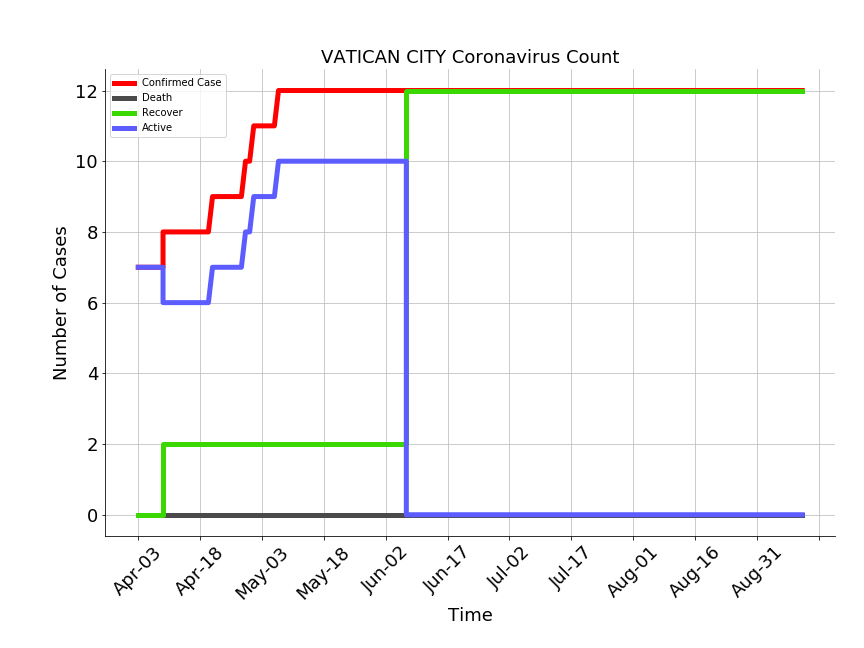 VATICAN CITY Coronavirus Count
Confirmed Case
Death
Recover
Active
12
10
8
6
4
2
0
Number of Cases
Apr-03
Apr-18
May-03
May-18
Jun-02
Jun-17
Jul-02
Jul-17
Aug-01
Aug-16
Aug-31
Time